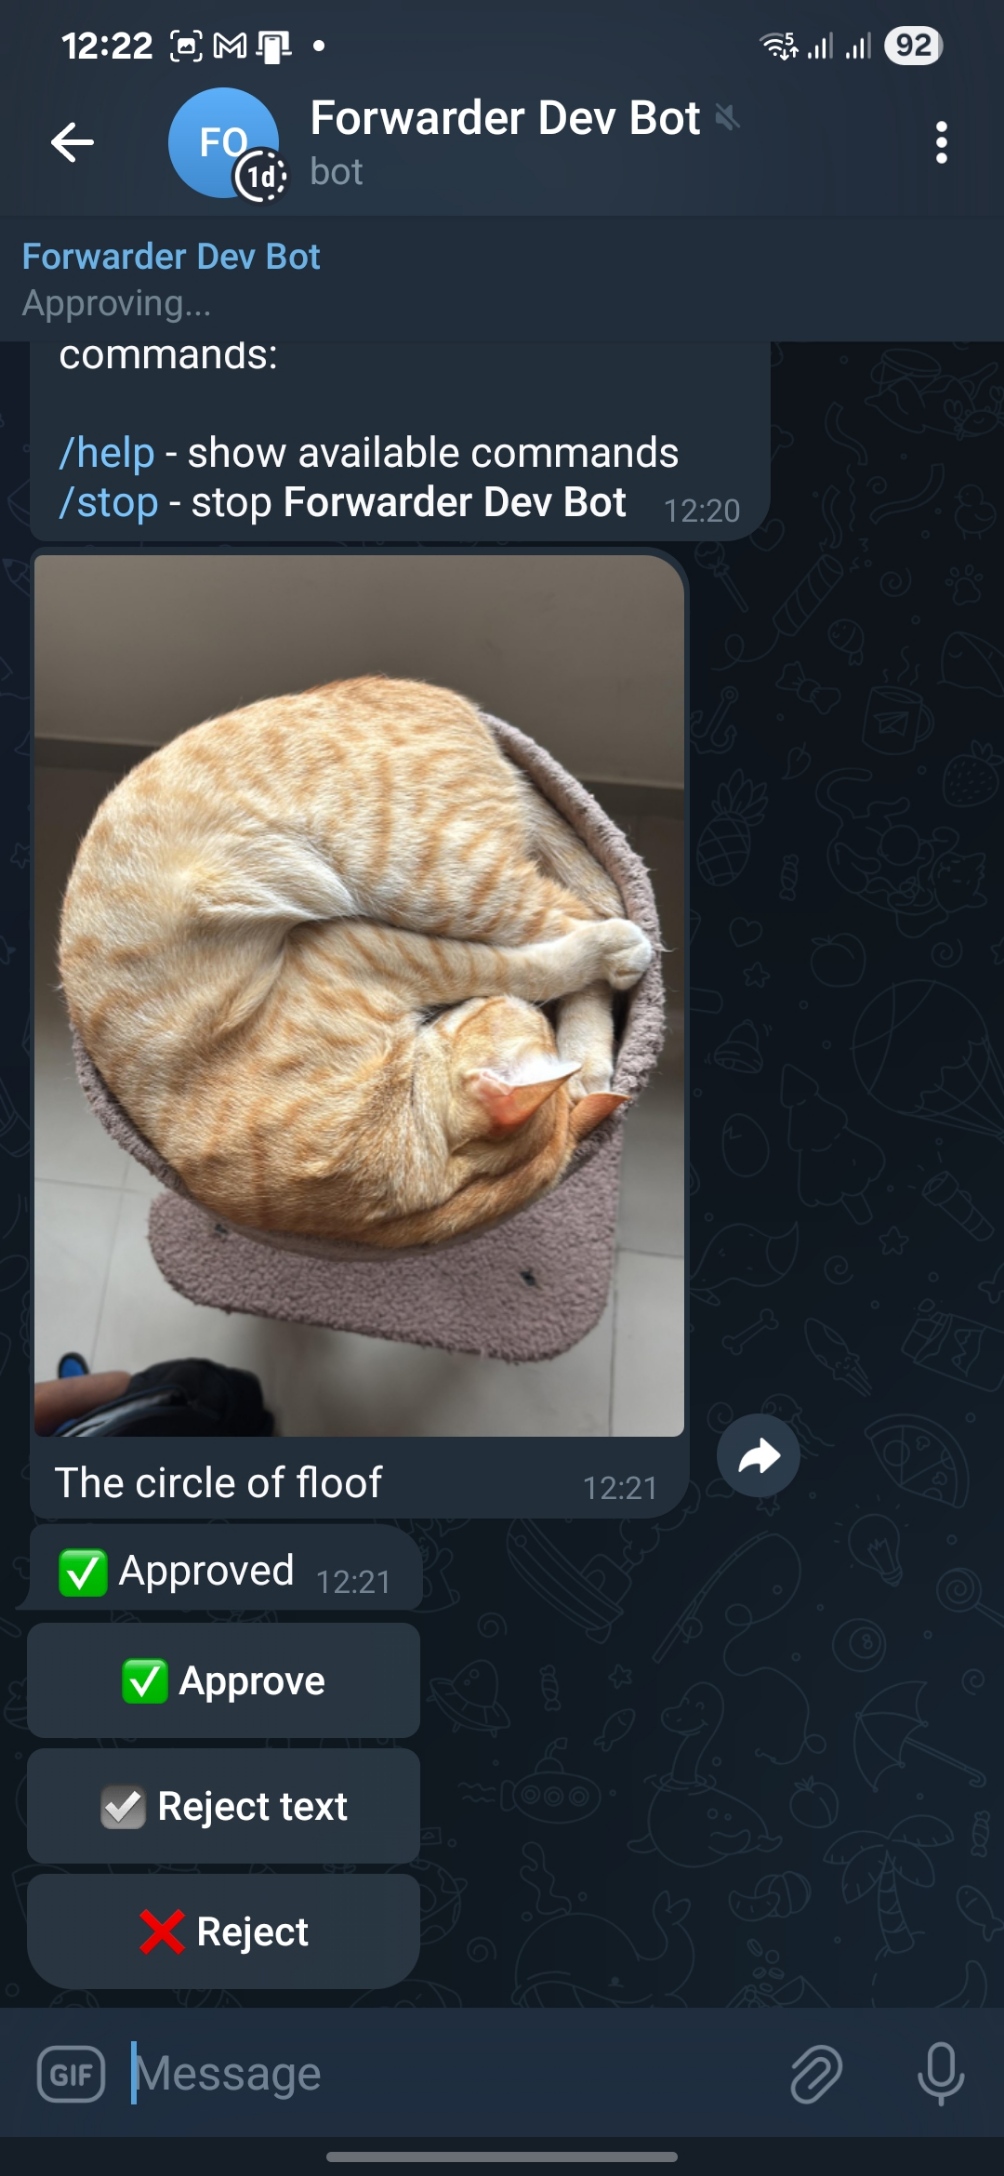 12:22
5
92
FO
1d
Forwarder Dev Bot
bot
Forwarder Dev Bot
Approving...
commands:
/help - show available commands
/stop - stop Forwarder Dev Bot 12:20
The circle of floof 12:21
✅ Approved 12:21
✅ Approve
☑️ Reject text
❌ Reject
GIF Message